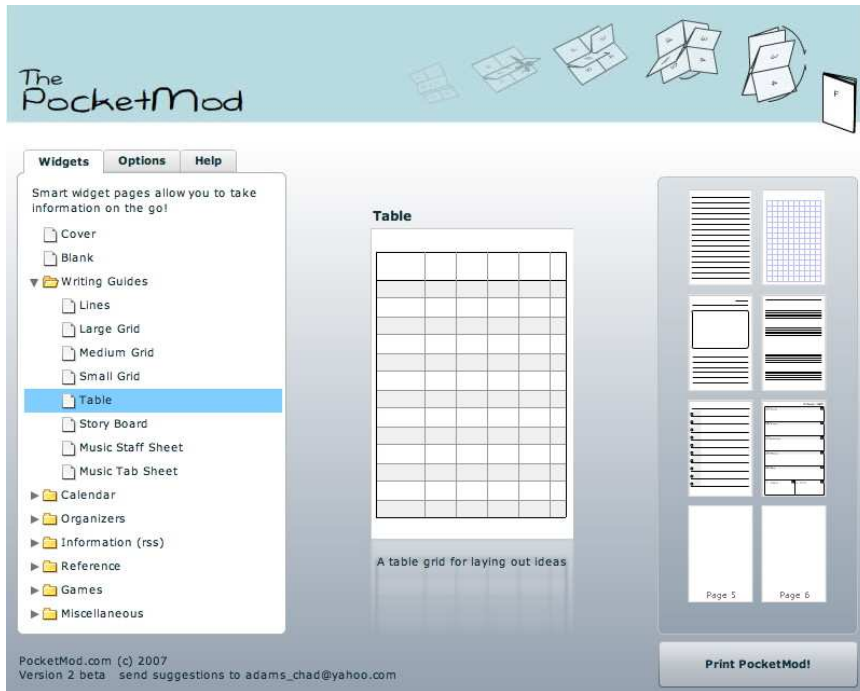 The
PocketMod
F
Widgets
Options
Help
Smart widget pages allow you to take
information on the go!
Cover
Blank
Writing Guides
Lines
Large Grid
Medium Grid
Small Grid
Table
Story Board
Music Staff Sheet
Music Tab Sheet
Calendar
Organizers
Information (rss)
Reference
Games
Miscellaneous
Table
A table grid for laying out ideas
Page 5
Page 6
Print PocketMod!
PocketMod.com (c) 2007
Version 2 beta send suggestions to adams_chad@yahoo.com